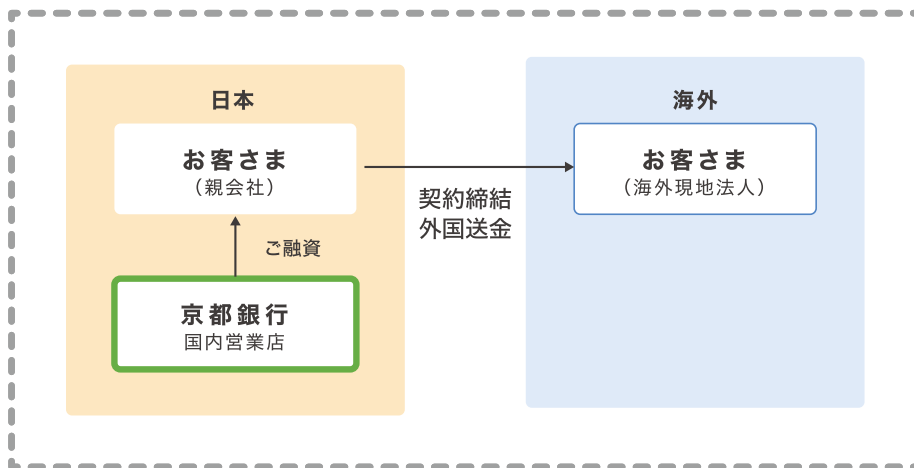 日本
お客さま
（親会社）
ご融資
京都銀行
国内営業店
契約締結
外国送金
海外
お客さま
（海外現地法人）